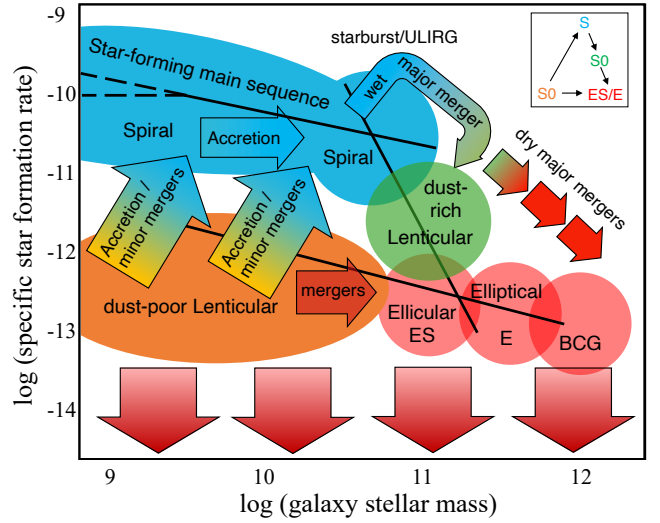 -9
-10
-11
-12
-13
-14
log (specific star formation rate)
starburst/ULIRG
Star-forming main sequence
wet
major merger
dry major mergers
Spiral
Accretion
Spiral
Accretion /
minor mergers
Accretion /
minor mergers
dust-
rich
Lenticular
dust-poor Lenticular
mergers
Ellicular
ES
Elliptical
E
BCG
S
S0
S0
ES/E
9
10
11
12
log (galaxy stellar mass)